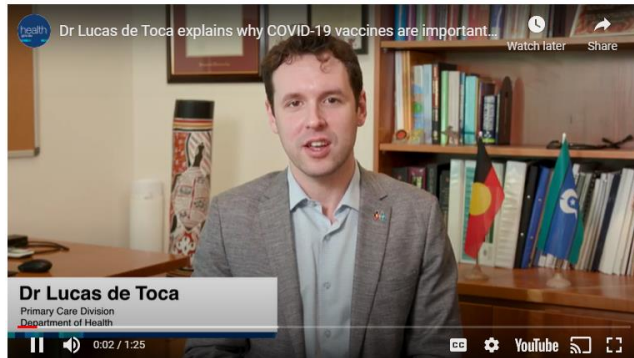 health
Dr Lucas de Toca explains why COVID-19 vaccines are important...
Watch later
Share
Dr Lucas de Toca
Primary Care Division
Department of Health
0:02 / 1:25
CC
YouTube